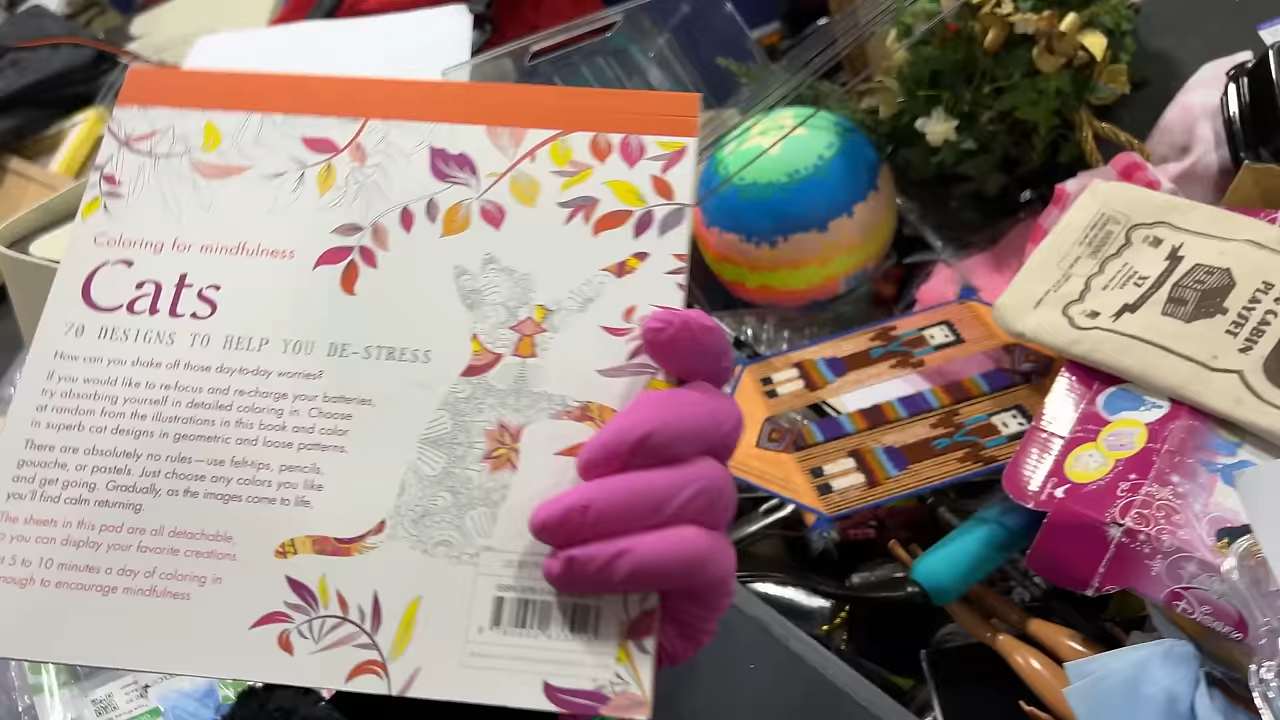 Coloring for mindfulness
Cats
70 DESIGNS TO HELP YOU DE-STRESS
How can you shake off those day-to-day worries?
If you would like to re-focus and re-charge your batteries,
try absorbing yourself in detailed coloring in. Choose
at random from the illustrations in this book and color
in superb cat designs in geometric and loose patterns.
There are absolutely no rules—use felt-tips, pencils,
gouache, or pastels. Just choose any colors you like
and get going. Gradually, as the images come to life,
you'll find calm returning.
The sheets in this pad are all detachable,
you can display your favorite creations.
5 to 10 minutes a day of coloring in
to encourage mindfulness
CABIN
PLAYSET
Disney